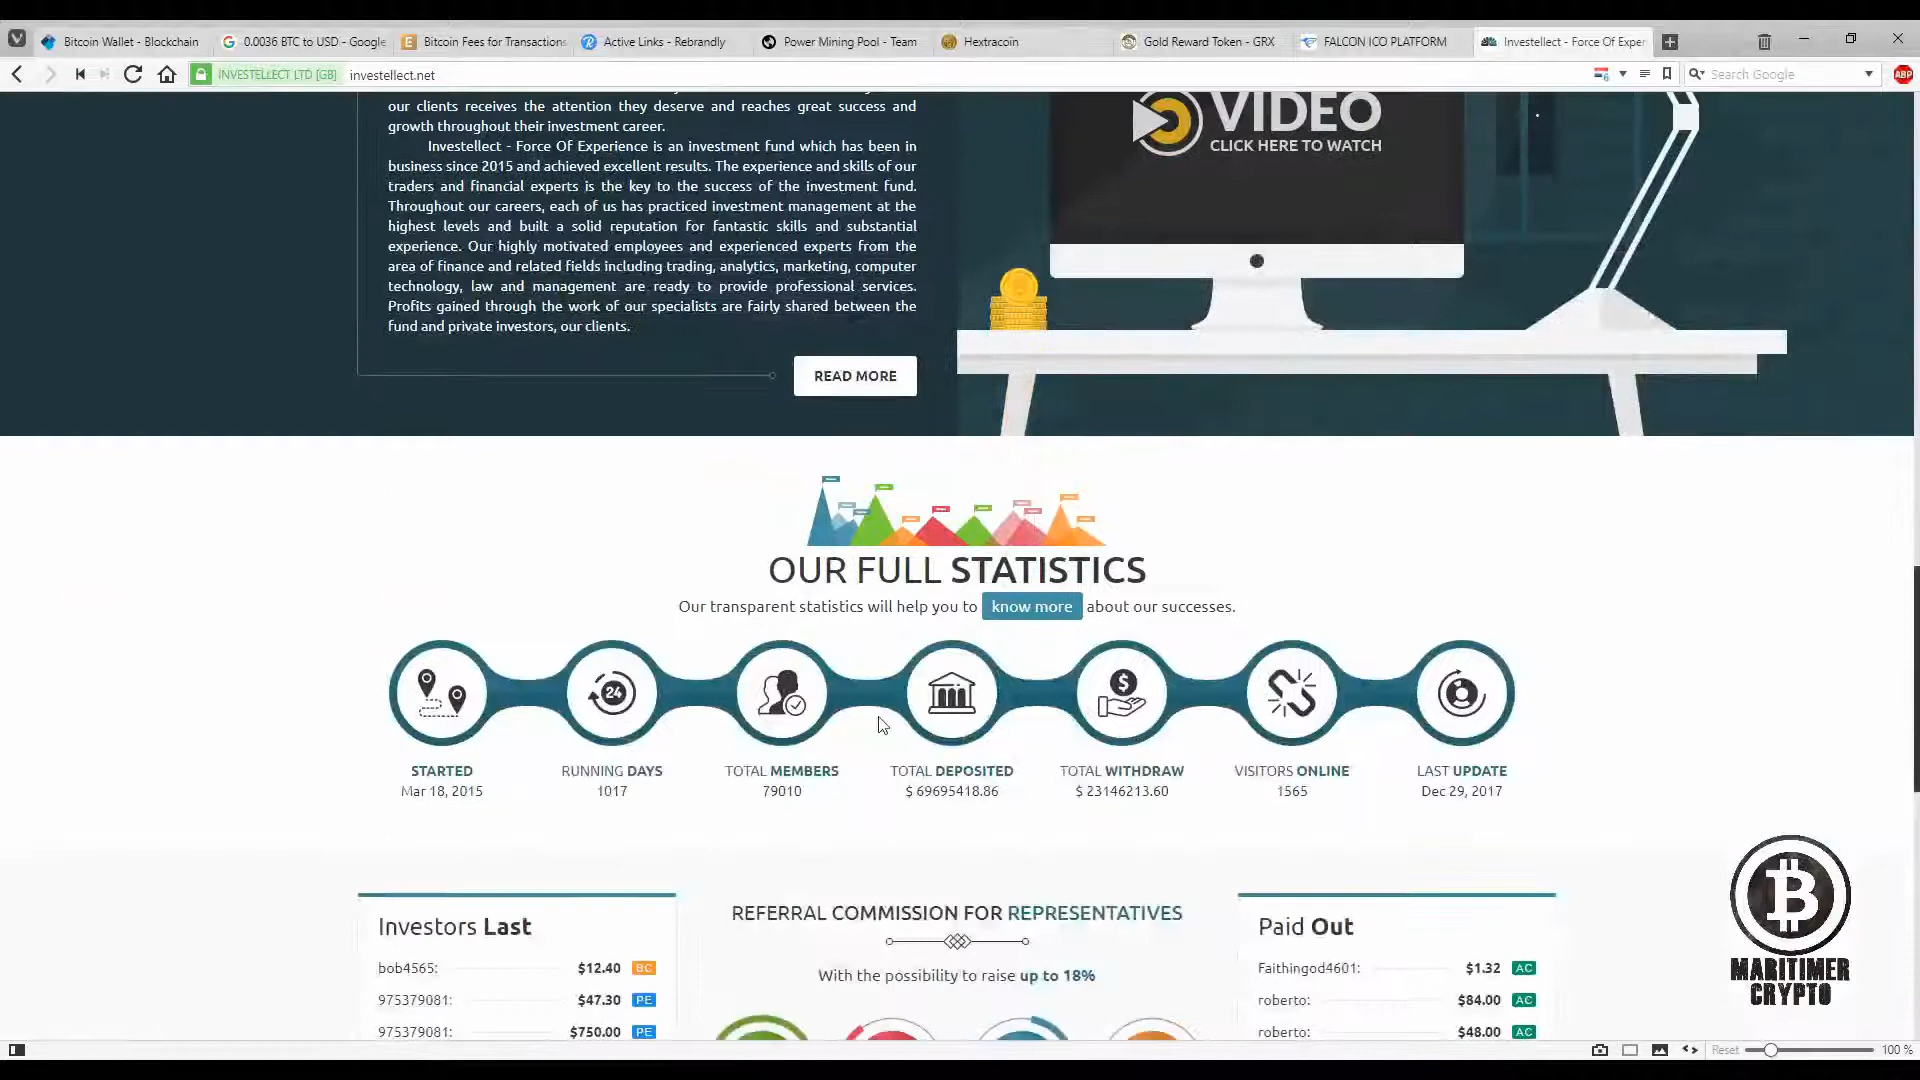 Bitcoin Wallet - Blockchain
0.0036 BTC to USD - Google
Bitcoin Fees for Transactions
Active Links - Rebrandly
Power Mining Pool - Team
Hextracoin
Gold Reward Token - GRX
FALCON ICO PLATFORM
Investellect - Force Of Exper
INVESTELLECT LTD [GB]
investellect.net
Search Google
ABP
our clients receives the attention they deserve and reaches great success and
growth throughout their investment career.
Investellect - Force Of Experience is an investment fund which has been in
business since 2015 and achieved excellent results. The experience and skills of our
traders and financial experts is the key to the success of the investment fund.
Throughout our careers, each of us has practiced investment management at the
highest levels and built a solid reputation for fantastic skills and substantial
experience. Our highly motivated employees and experienced experts from the
area of finance and related fields including trading, analytics, marketing, computer
technology, law and management are ready to provide professional services.
Profits gained through the work of our specialists are fairly shared between the
fund and private investors, our clients.
READ MORE
VIDEO
CLICK HERE TO WATCH
OUR FULL STATISTICS
Our transparent statistics will help you to know more about our successes.
24
$
STARTED
Mar 18, 2015
RUNNING DAYS
1017
TOTAL MEMBERS
79010
TOTAL DEPOSITED
$ 69695418.86
TOTAL WITHDRAW
$ 23146213.60
VISITORS ONLINE
1565
LAST UPDATE
Dec 29, 2017
Investors Last
bob4565: $12.40 BC
975379081: $47.30 PE
975379081: $750.00 PE
REFERRAL COMMISSION FOR REPRESENTATIVES
With the possibility to raise up to 18%
Paid Out
Faithingod4601: $1.32 AC
roberto: $84.00 AC
roberto: $48.00 AC
MARITIMER
CRYPTO
Reset
100 %